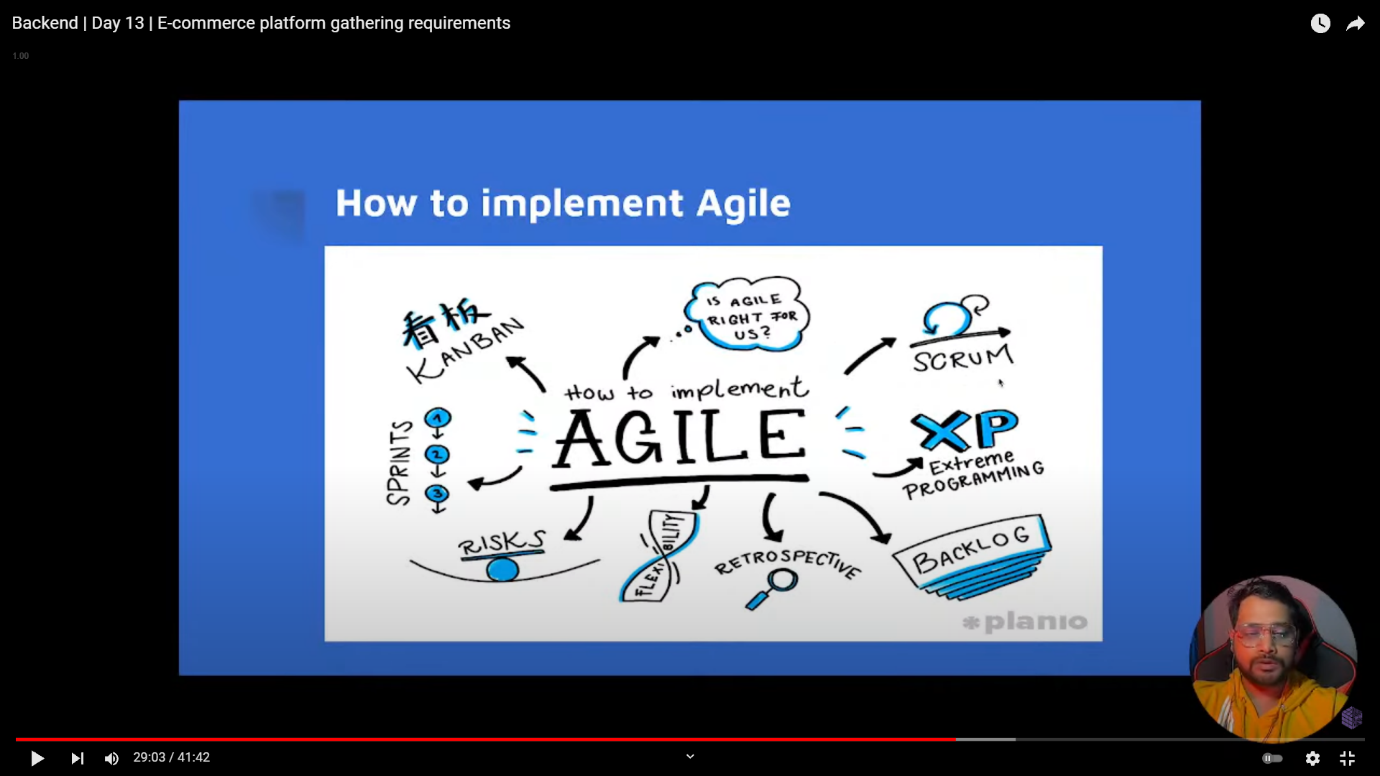 Backend | Day 13 | E-commerce platform gathering requirements
1.00
How to implement Agile
看板
KANBAN
IS AGILE
RIGHT FOR
US?
SCRUM
How to implement
AGILE
SPRINTS
1
2
3
XP
Extreme
PROGRAMMING
RISKS
FLEXIBILITY
RETROSPECTIVE
BACKLOG
*planio
29:03 / 41:42